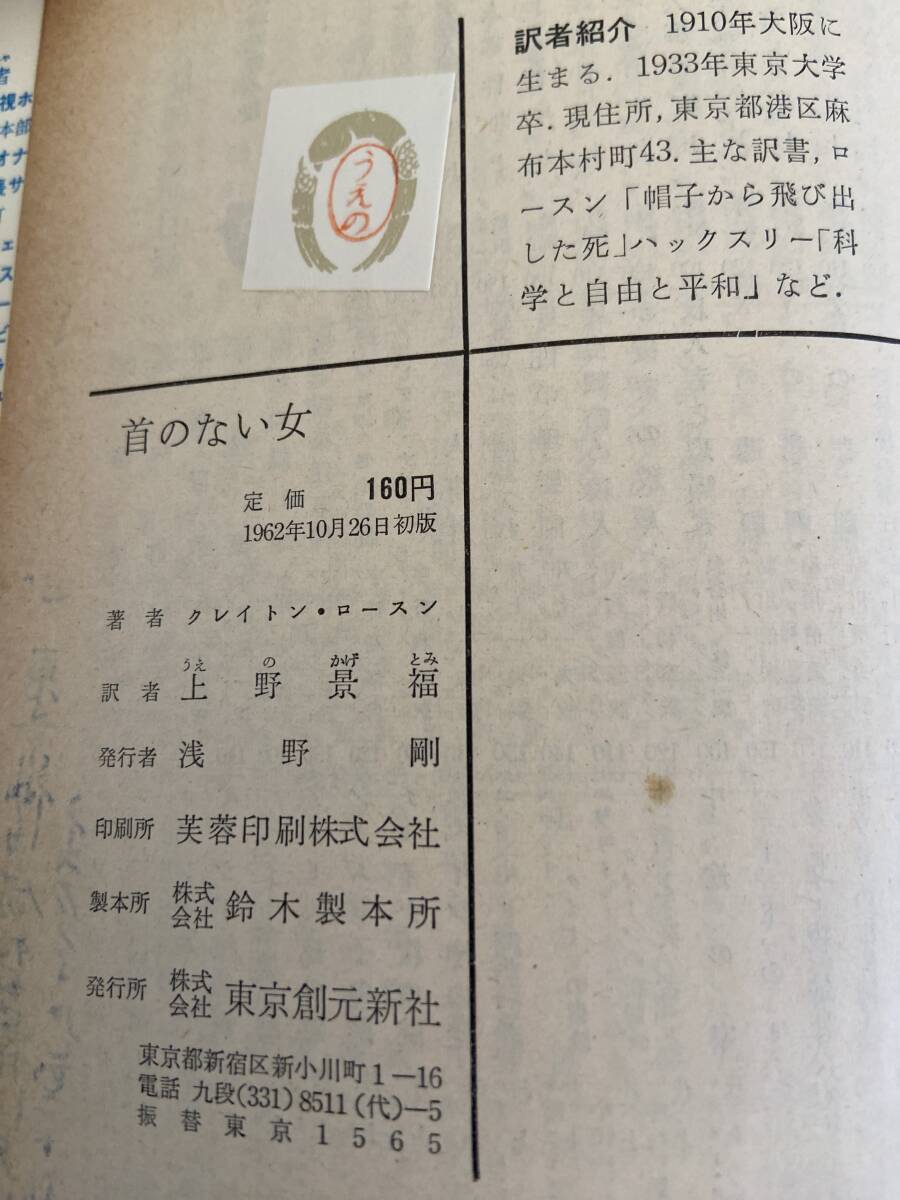 訳者紹介 1910年大阪に
生まる．1933年東京大学
卒．現住所，東京都港区麻
布本村町43．主な訳書，ロ
ースン「帽子から飛び出
した死」ハックスリー「科
学と自由と平和」など．
うえの
首のない女
定価 160円
1962年10月26日初版
著者 クレイトン・ロースン
うえ の かげ とみ
訳者 上野景福
発行者 浅野剛
印刷所 芙蓉印刷株式会社
製本所 株式会社 鈴木製本所
発行所 株式会社 東京創元新社
東京都新宿区新小川町1―16
電話 九段(331)8511(代)―5
振替東京1565